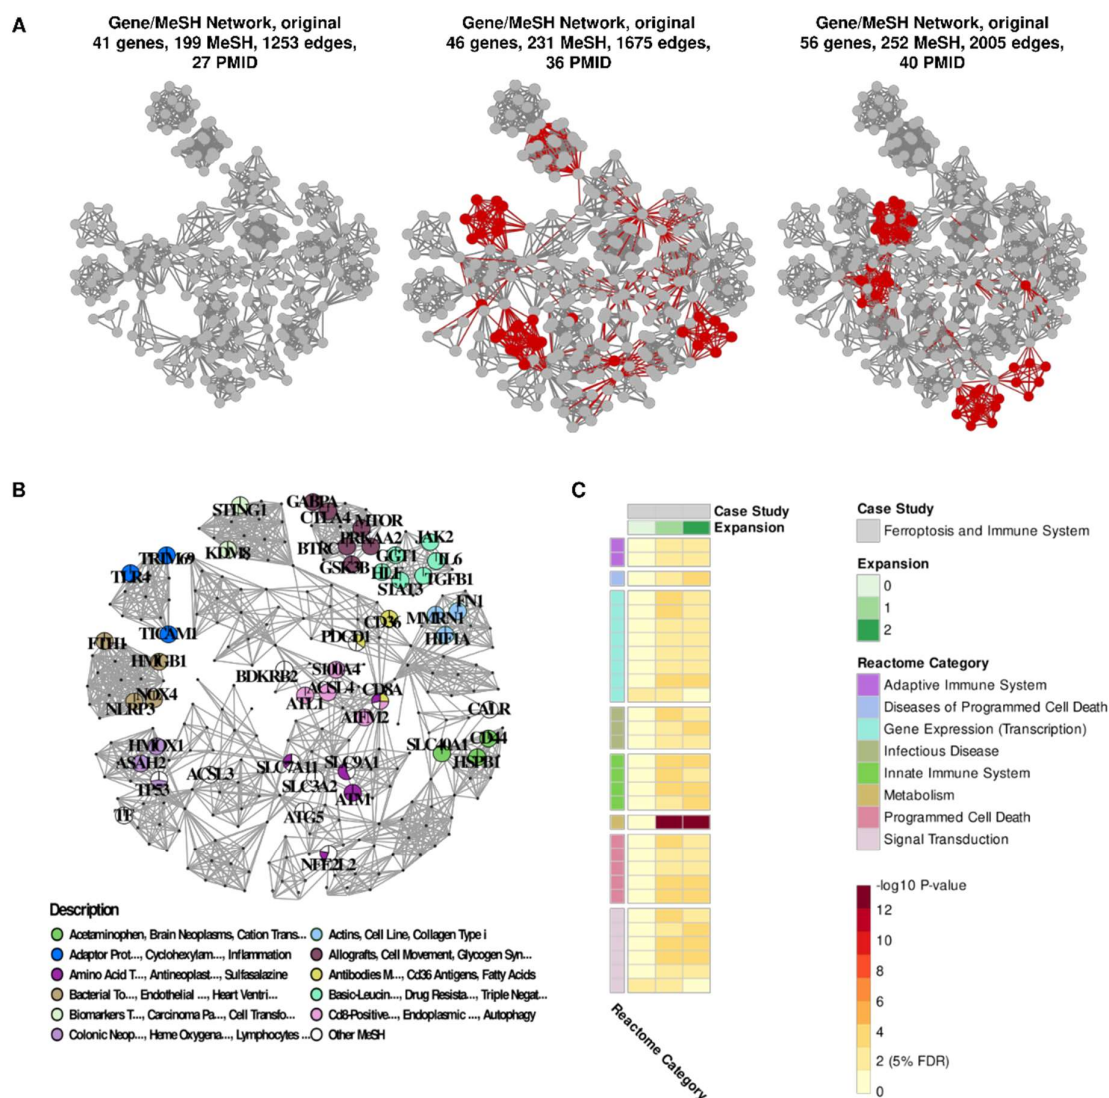 A
Gene/MeSH Network, original
41 genes, 199 MeSH, 1253 edges,
27 PMID
Gene/MeSH Network, original
46 genes, 231 MeSH, 1675 edges,
36 PMID
Gene/MeSH Network, original
56 genes, 252 MeSH, 2005 edges,
40 PMID
B
STING1
KDM8
GABPA
CTLA4
MTOR
PRKAA2
BTRC
GSK3B
GGT1
JAK2
IL6
HLF
TGFB1
STAT3
TRIM69
TLR4
TICAM1
CD36
MMRN1
FN1
HIF1A
PDCD1
FTH1
HMGB1
NOX4
NLRP3
BDKRB2
S100A4
ACSL4
ATL1
CD8A
AIFM2
CALR
SLC40A1
CD44
HSPB1
HMOX1
ASAH2
TP53
ACSL3
SLC7A11
SLC9A1
SLC3A2
ATM
TF
ATG5
NFE2L2
Description
Acetaminophen, Brain Neoplasms, Cation Trans...
Actins, Cell Line, Collagen Type i
Adaptor Prot..., Cyclohexylam..., Inflammation
Allografts, Cell Movement, Glycogen Syn...
Amino Acid T..., Antineoplast..., Sulfasalazine
Antibodies M..., Cd36 Antigens, Fatty Acids
Bacterial To..., Endothelial ..., Heart Ventri...
Basic-Leucin..., Drug Resista..., Triple Negat...
Biomarkers T..., Carcinoma Pa..., Cell Transfo...
Cd8-Positive..., Endoplasmic ..., Autophagy
Colonic Neop..., Heme Oxygena..., Lymphocytes ...
Other MeSH
C
Case Study
Expansion
Reactome Category
Case Study
Ferroptosis and Immune System
Expansion
0
1
2
Reactome Category
Adaptive Immune System
Diseases of Programmed Cell Death
Gene Expression (Transcription)
Infectious Disease
Innate Immune System
Metabolism
Programmed Cell Death
Signal Transduction
-log10 P-value
12
10
8
6
4
2 (5% FDR)
0